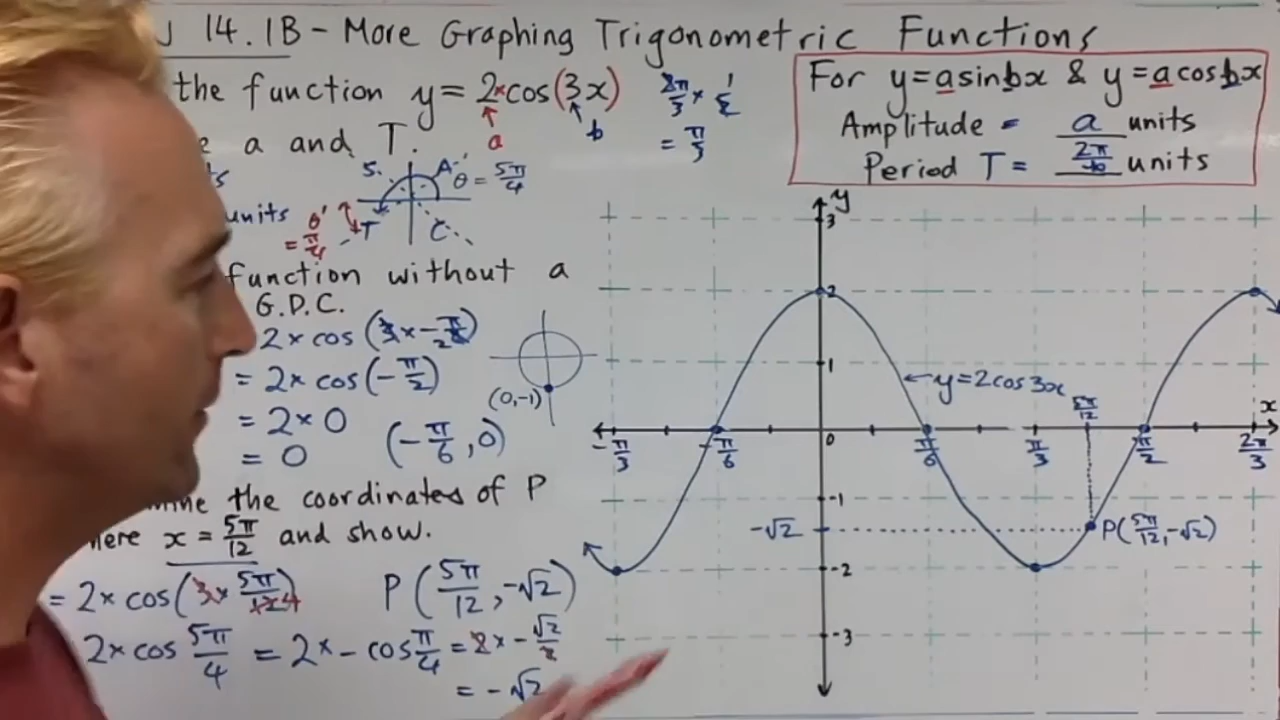 14.1B - More Graphing Trigonometric Functions
the function y = 2×cos(3x)
a
b
2π/3 × 1/2
= π/3
a and T.
S
A
T
C
θ = 5π/4
units
θ'
= π/4
function without a
G.D.C.
2× cos (3× -π/6)
= 2× cos(-π/2)
= 2×0
= 0
(-π/6, 0)
(0,-1)
the coordinates of P
x = 5π/12 and show.
= 2× cos(3× 5π/12 4)
P(5π/12, -√2)
2× cos 5π/4 = 2× - cos π/4 = 2× - √2/2
= -√2
For y = a sin bx & y = a cos bx
Amplitude = a units
Period T = 2π/b units
y
3
2
1
y = 2cos 3x
5π/12
x
-π/3
-π/6
0
π/6
π/3
π/2
2π/3
-1
-√2
P(5π/12, -√2)
-2
-3